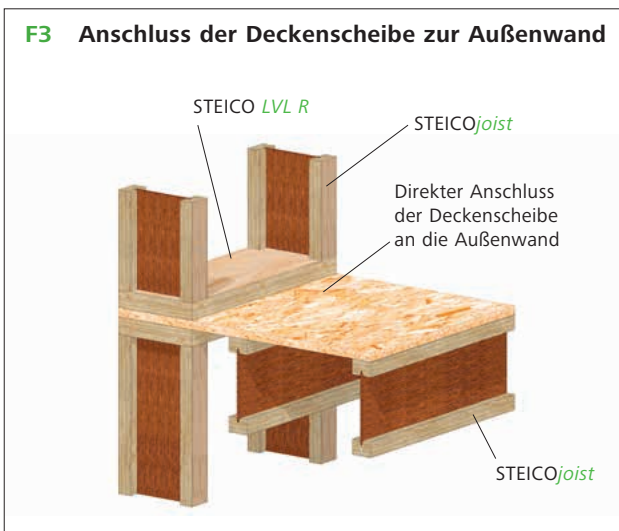 F3 Anschluss der Deckenscheibe zur Außenwand
STEICO LVL R
STEICOjoist
Direkter Anschluss
der Deckenscheibe
an die Außenwand
STEICOjoist